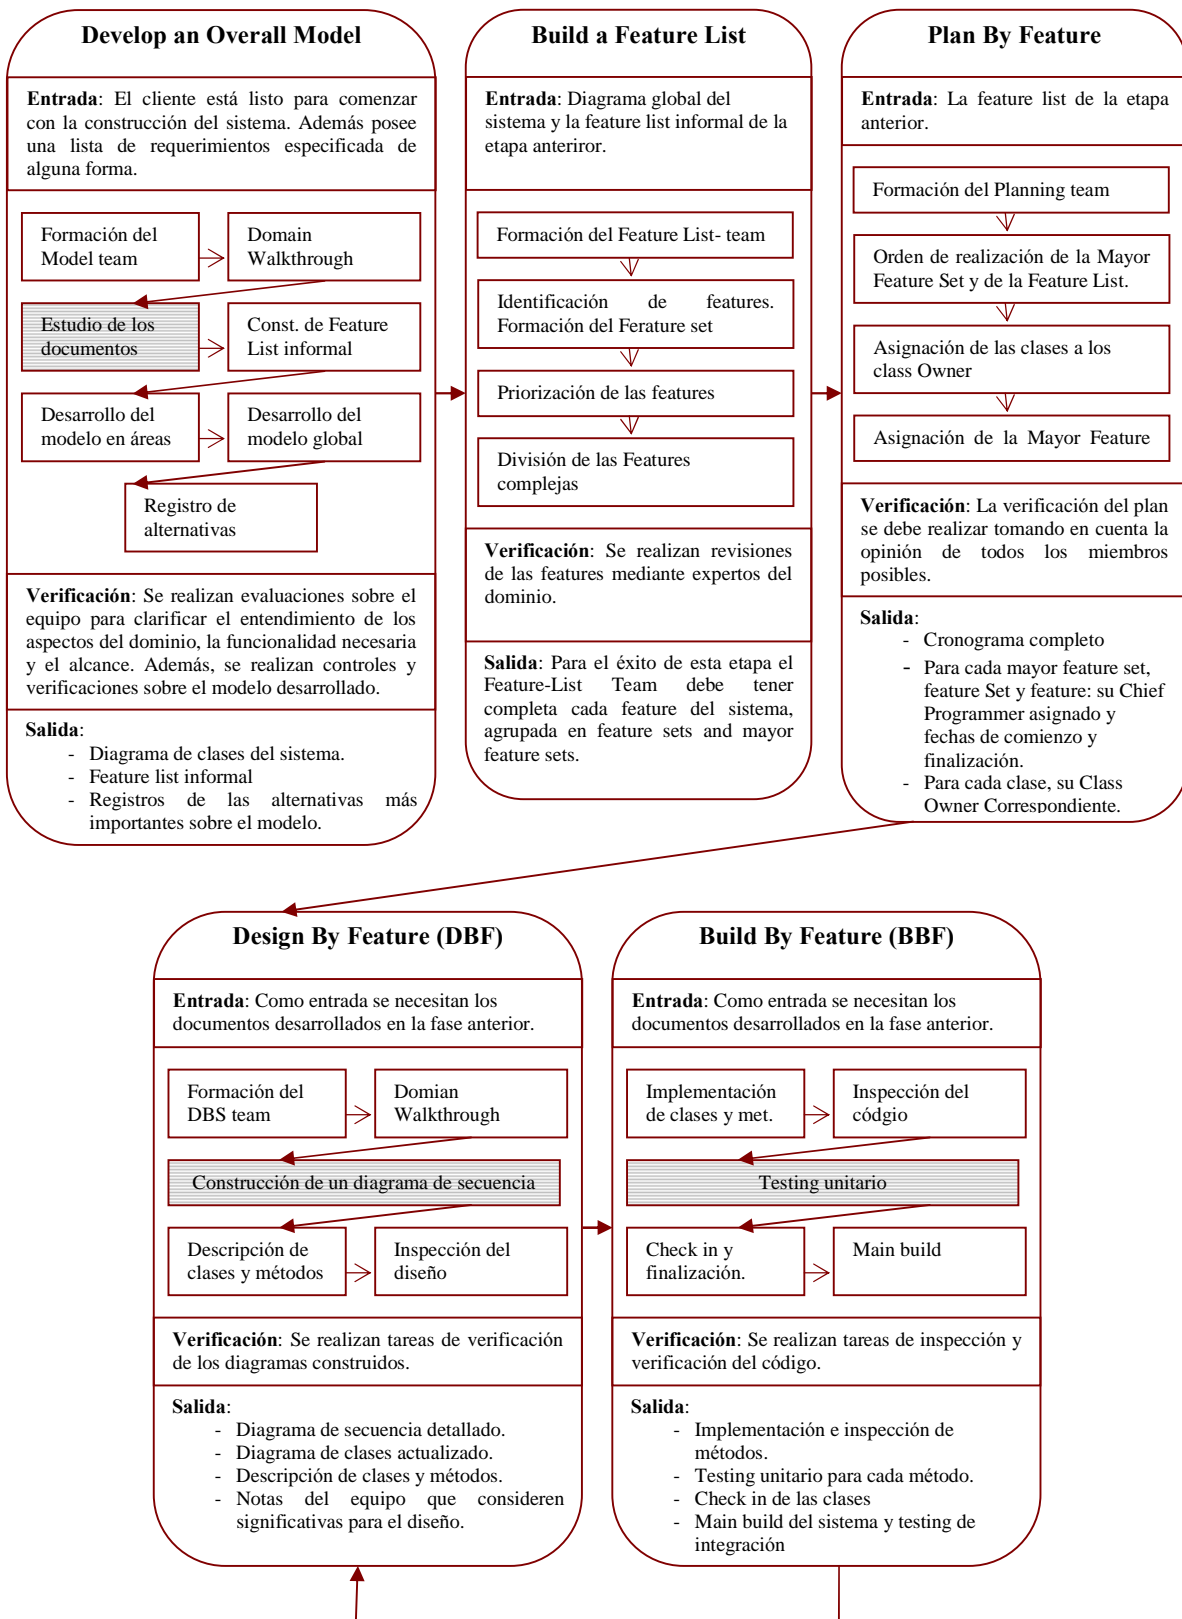 Develop an Overall Model
Entrada: El cliente está listo para comenzar
con la construcción del sistema. Además posee
una lista de requerimientos especificada de
alguna forma.
Formación del
Model team
Domain
Walkthrough
Estudio de los
documentos
Const. de Feature
List informal
Desarrollo del
modelo en áreas
Desarrollo del
modelo global
Registro de
alternativas
Verificación: Se realizan evaluaciones sobre el
equipo para clarificar el entendimiento de los
aspectos del dominio, la funcionalidad necesaria
y el alcance. Además, se realizan controles y
verificaciones sobre el modelo desarrollado.
Salida:
- Diagrama de clases del sistema.
- Feature list informal
- Registros de las alternativas más
importantes sobre el modelo.
Build a Feature List
Entrada: Diagrama global del
sistema y la feature list informal de la
etapa anteriror.
Formación del Feature List- team
Identificación de features.
Formación del Ferature set
Priorización de las features
División de las Features
complejas
Verificación: Se realizan revisiones
de las features mediante expertos del
dominio.
Salida: Para el éxito de esta etapa el
Feature-List Team debe tener
completa cada feature del sistema,
agrupada en feature sets and mayor
feature sets.
Plan By Feature
Entrada: La feature list de la etapa
anterior.
Formación del Planning team
Orden de realización de la Mayor
Feature Set y de la Feature List.
Asignación de las clases a los
class Owner
Asignación de la Mayor Feature
Verificación: La verificación del plan
se debe realizar tomando en cuenta la
opinión de todos los miembros
posibles.
Salida:
- Cronograma completo
- Para cada mayor feature set,
feature Set y feature: su Chief
Programmer asignado y
fechas de comienzo y
finalización.
- Para cada clase, su Class
Owner Correspondiente.
Design By Feature (DBF)
Entrada: Como entrada se necesitan los
documentos desarrollados en la fase anterior.
Formación del
DBS team
Domian
Walkthrough
Construcción de un diagrama de secuencia
Descripción de
clases y métodos
Inspección del
diseño
Verificación: Se realizan tareas de verificación
de los diagramas construidos.
Salida:
- Diagrama de secuencia detallado.
- Diagrama de clases actualizado.
- Descripción de clases y métodos.
- Notas del equipo que consideren
significativas para el diseño.
Build By Feature (BBF)
Entrada: Como entrada se necesitan los
documentos desarrollados en la fase anterior.
Implementación
de clases y met.
Inspección del
códgio
Testing unitario
Check in y
finalización.
Main build
Verificación: Se realizan tareas de inspección y
verificación del código.
Salida:
- Implementación e inspección de
métodos.
- Testing unitario para cada método.
- Check in de las clases
- Main build del sistema y testing de
integración